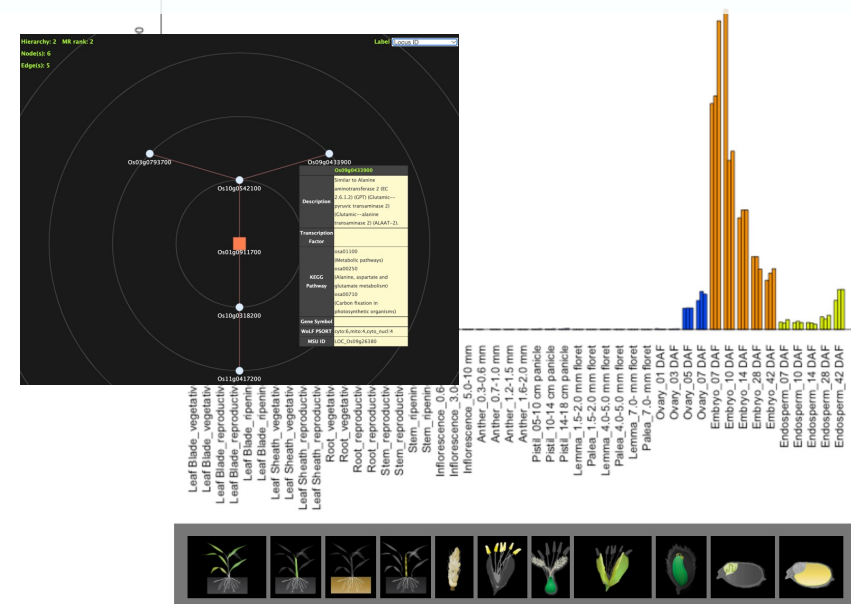 Hierarchy: 2 MR rank: 2
Node(s): 6
Edge(s): 5
Label Locus ID
Os03g0793700
Os09g0433900
Os10g0542100
Os01g0911700
Os10g0318200
Os11g0417200
Os09g0433900
Description
Similar to Alanine
aminotransferase 2 (EC
2.6.1.2) (GPT) (Glutamic--
pyruvic transaminase 2)
(Glutamic--alanine
transaminase 2) (ALAAT-2).
Transcription
Factor
KEGG
Pathway
osa01100
(Metabolic pathways)
osa00250
(Alanine, aspartate and
glutamate metabolism)
osa00710
(Carbon fixation in
photosynthetic organisms)
Gene Symbol
WoLF PSORT cyto:6,mito:4,cyto_nucl:4
MSU ID LOC_Os09g26380
0
Leaf Blade_vegetativ
Leaf Blade_vegetativ
Leaf Blade_reproductiv
Leaf Blade_reproductiv
Leaf Blade_ripenin
Leaf Blade_ripenin
Leaf Sheath_vegetativ
Leaf Sheath_vegetativ
Leaf Sheath_reproductiv
Leaf Sheath_reproductiv
Root_vegetativ
Root_vegetativ
Root_reproductiv
Root_reproductiv
Stem_reproductiv
Stem_reproductiv
Stem_ripenin
Stem_ripenin
Inflorescence_0.6-
Inflorescence_3.0
Inflorescence_5.0-10 mm
Anther_0.3-0.6 mm
Anther_0.7-1.0 mm
Anther_1.2-1.5 mm
Anther_1.6-2.0 mm
Pistil_05-10 cm panicle
Pistil_10-14 cm panicle
Pistil_14-18 cm panicle
Lemma_1.5-2.0 mm floret
Palea_1.5-2.0 mm floret
Lemma_4.0-5.0 mm floret
Palea_4.0-5.0 mm floret
Lemma_7.0- mm floret
Palea_7.0- mm floret
Ovary_01 DAF
Ovary_03 DAF
Ovary_05 DAF
Ovary_07 DAF
Embryo_07 DAF
Embryo_10 DAF
Embryo_14 DAF
Embryo_28 DAF
Embryo_42 DAF
Endosperm_07 DAF
Endosperm_10 DAF
Endosperm_14 DAF
Endosperm_28 DAF
Endosperm_42 DAF